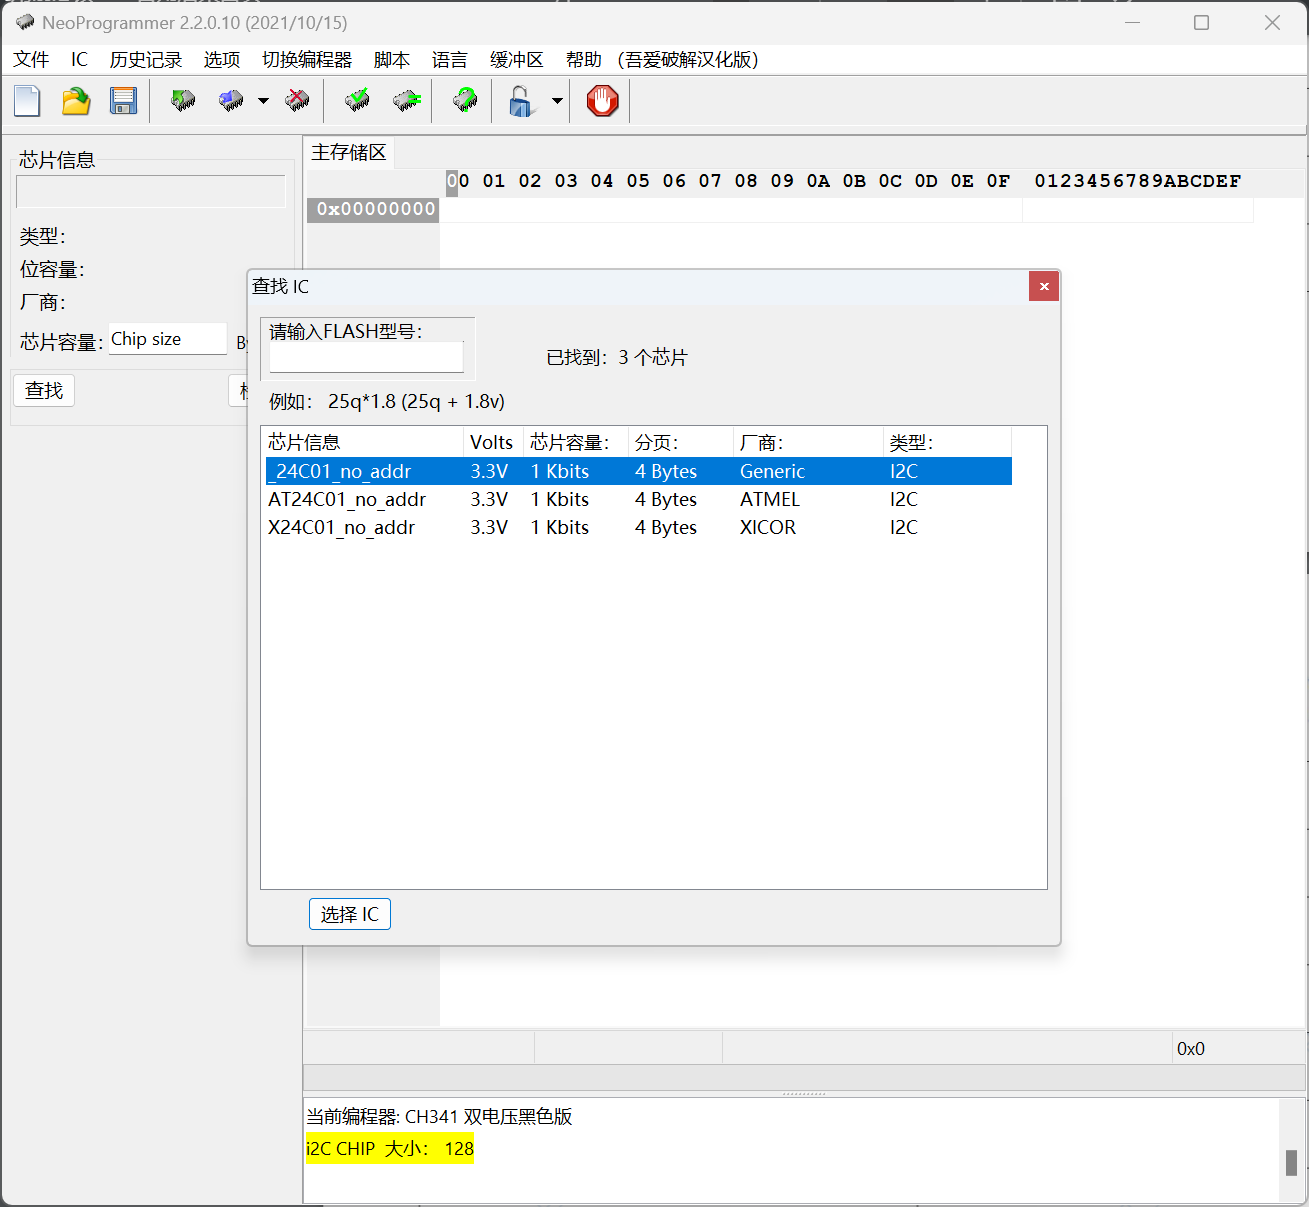 NeoProgrammer 2.2.0.10 (2021/10/15)
文件 IC 历史记录 选项 切换编程器 脚本 语言 缓冲区 帮助 (吾爱破解汉化版)
芯片信息
类型：
位容量：
厂商：
芯片容量： Chip size
查找
主存储区
00 01 02 03 04 05 06 07 08 09 0A 0B 0C 0D 0E 0F 0123456789ABCDEF
0x00000000
查找 IC
请输入FLASH型号：
已找到： 3 个芯片
例如： 25q*1.8 (25q + 1.8v)
芯片信息 Volts 芯片容量： 分页： 厂商： 类型：
_24C01_no_addr 3.3V 1 Kbits 4 Bytes Generic I2C
AT24C01_no_addr 3.3V 1 Kbits 4 Bytes ATMEL I2C
X24C01_no_addr 3.3V 1 Kbits 4 Bytes XICOR I2C
选择 IC
0x0
当前编程器: CH341 双电压黑色版
i2C CHIP 大小： 128